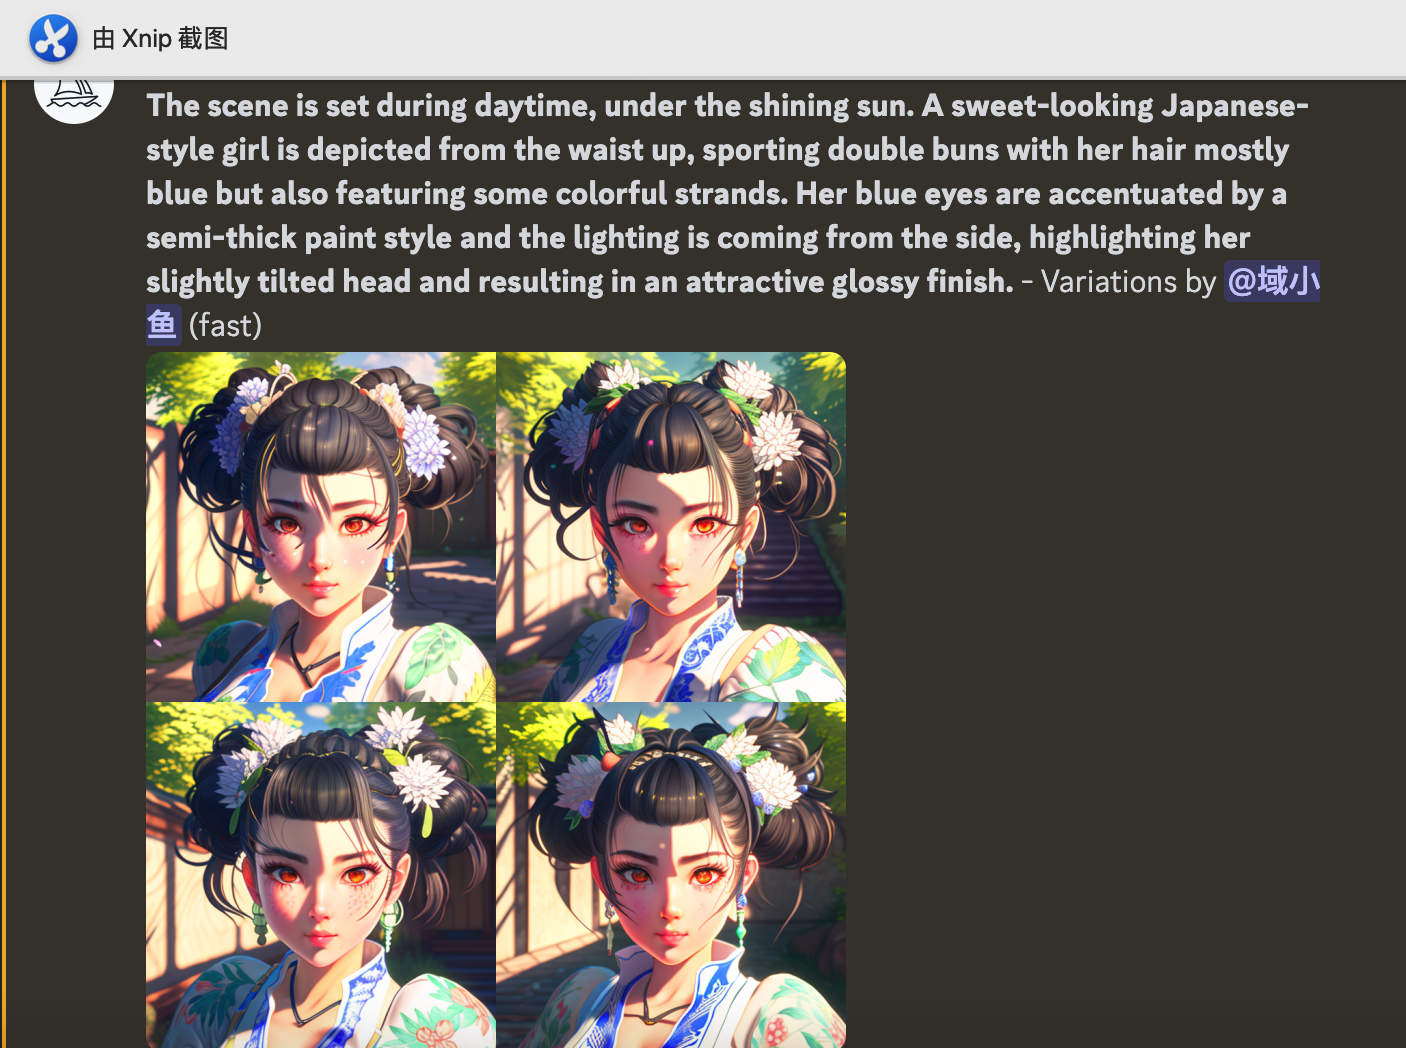 由 Xnip 截图
The scene is set during daytime, under the shining sun. A sweet-looking Japanese-
style girl is depicted from the waist up, sporting double buns with her hair mostly
blue but also featuring some colorful strands. Her blue eyes are accentuated by a
semi-thick paint style and the lighting is coming from the side, highlighting her
slightly tilted head and resulting in an attractive glossy finish. - Variations by @域小
鱼 (fast)